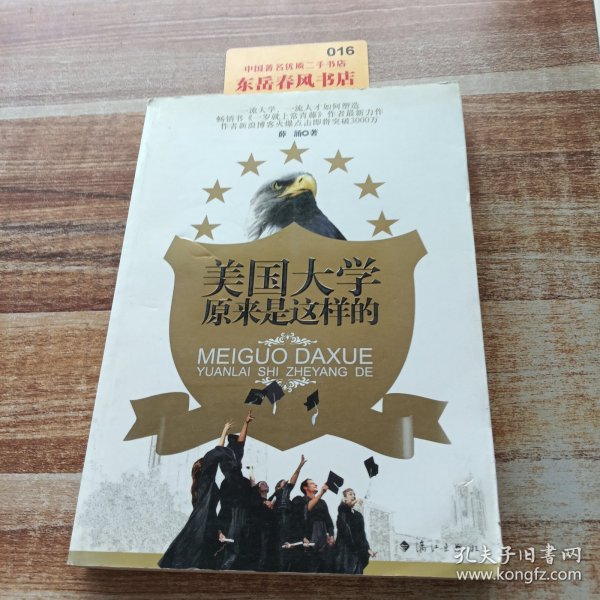 016
中国著名优质二手书店
东岳春风书店
一流大学、一流人才如何塑造
畅销书《一岁就上常青藤》作者最新力作
作者新浪博客火爆点击即将突破3000万
薛涌◎著
美国大学
原来是这样的
MEIGUO DAXUE
YUANLAI SHI ZHEYANG DE
漓江出版
孔夫子旧书网
www.kongfz.com